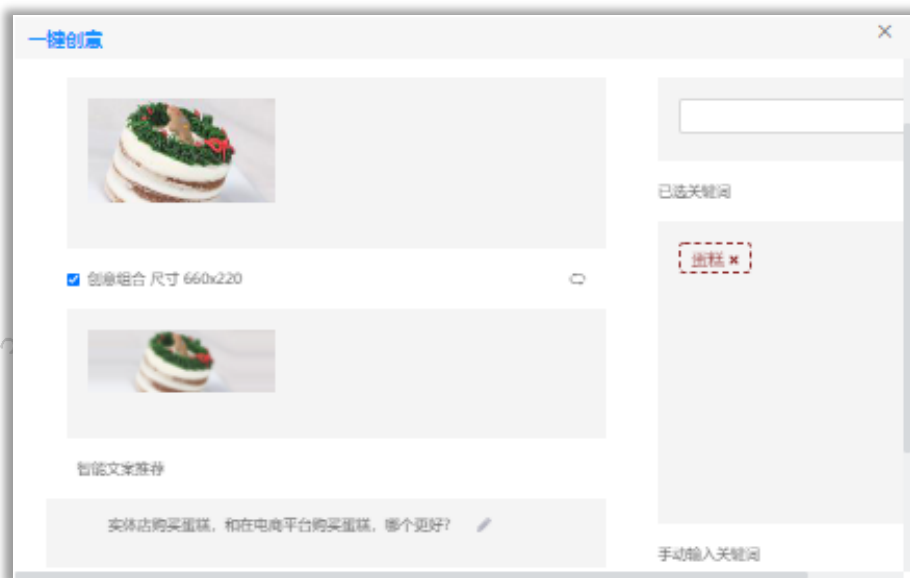 一键创意
创意组合 尺寸 660x220
智能文案推荐
实体店购买蛋糕，和在电商平台购买蛋糕，哪个更好？
已选关键词
蛋糕
手动输入关键词